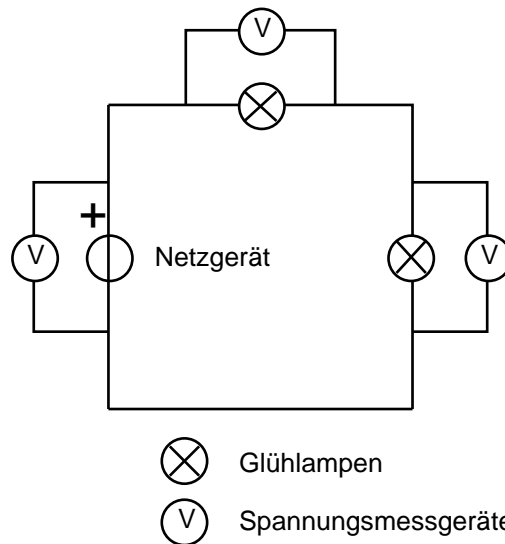 V
V
+
Netzgerät
V
Glühlampen
V
Spannungsmessgeräte